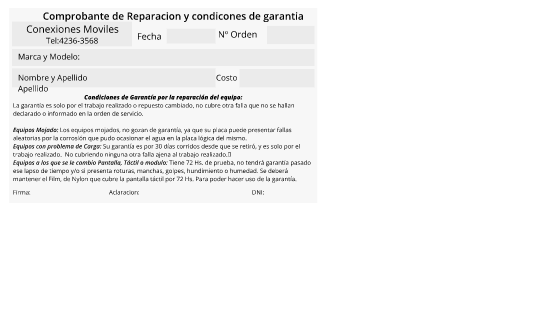 Comprobante de Reparacion y condicones de garantia
Conexiones Moviles
Tel:4236-3568
Fecha
Nº Orden
Marca y Modelo:
Nombre y Apellido
Costo
Apellido
Condiciones de Garantía por la reparación del equipo:
La garantía es solo por el trabajo realizado o repuesto cambiado, no cubre otra falla que no se hallan
declarado o informado en la orden de servicio.
Equipos Mojado: Los equipos mojados, no gozan de garantía, ya que su placa puede presentar fallas
aleatorias por la corrosión que pudo ocasionar el agua en la placa lógica del mismo.
Equipos con problema de Carga: Su garantía es por 30 días corridos desde que se retiró, y es solo por el
trabajo realizado. No cubriendo ninguna otra falla ajena al trabajo realizado.
Equipos a los que se le cambio Pantalla, Táctil o modulo: Tiene 72 Hs. de prueba, no tendrá garantía pasado
ese lapso de tiempo y/o si presenta roturas, manchas, golpes, hundimiento o humedad. Se deberá
mantener el Film, de Nylon que cubre la pantalla táctil por 72 Hs. Para poder hacer uso de la garantía.
Firma:
Aclaracion:
DNI: